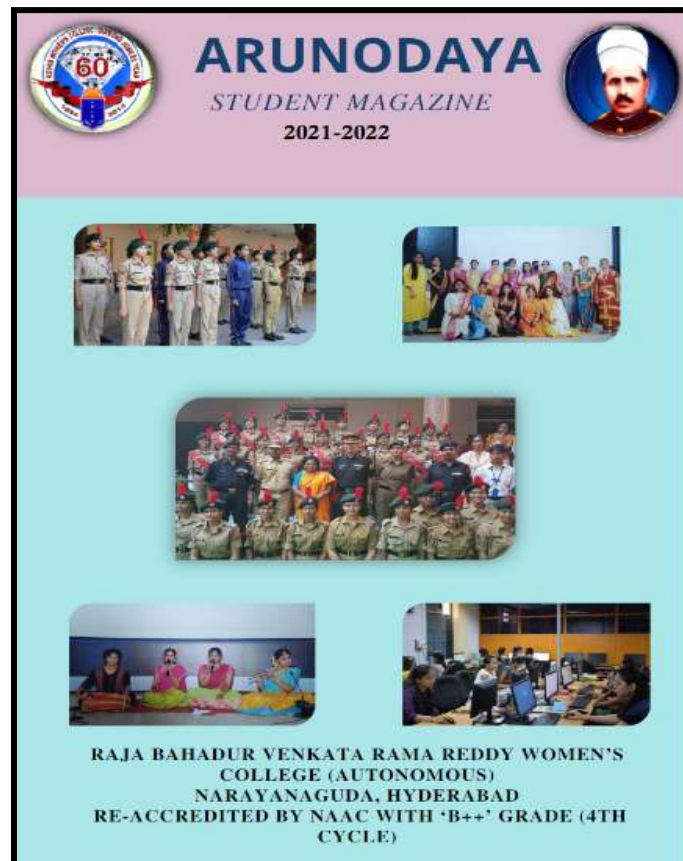 ARUNODAYA
STUDENT MAGAZINE
2021-2022
60
RAJA BAHADUR VENKATA RAMA REDDY WOMEN’S
COLLEGE (AUTONOMOUS)
NARAYANAGUDA, HYDERABAD
RE-ACCREDITED BY NAAC WITH ‘B++’ GRADE (4TH
CYCLE)